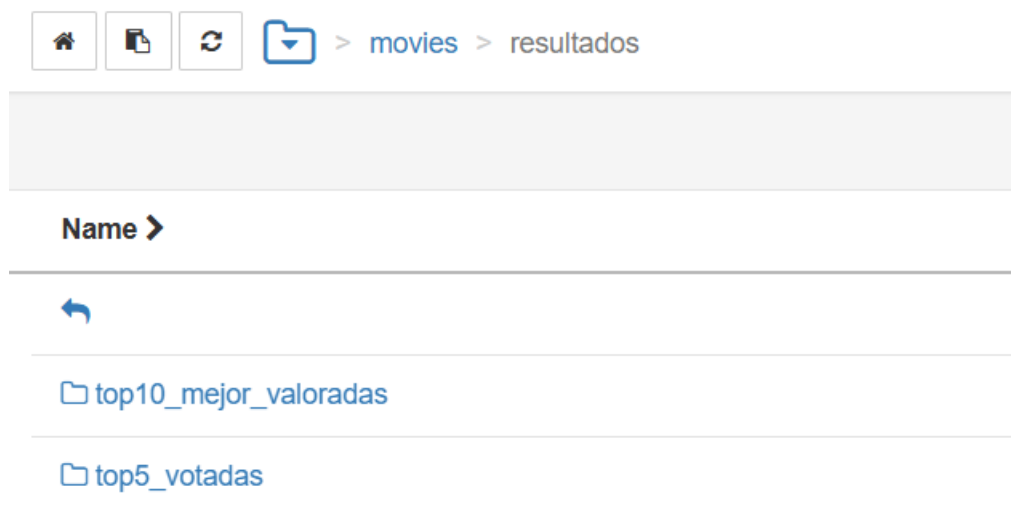 > movies > resultados
Name
top10_mejor_valoradas
top5_votadas